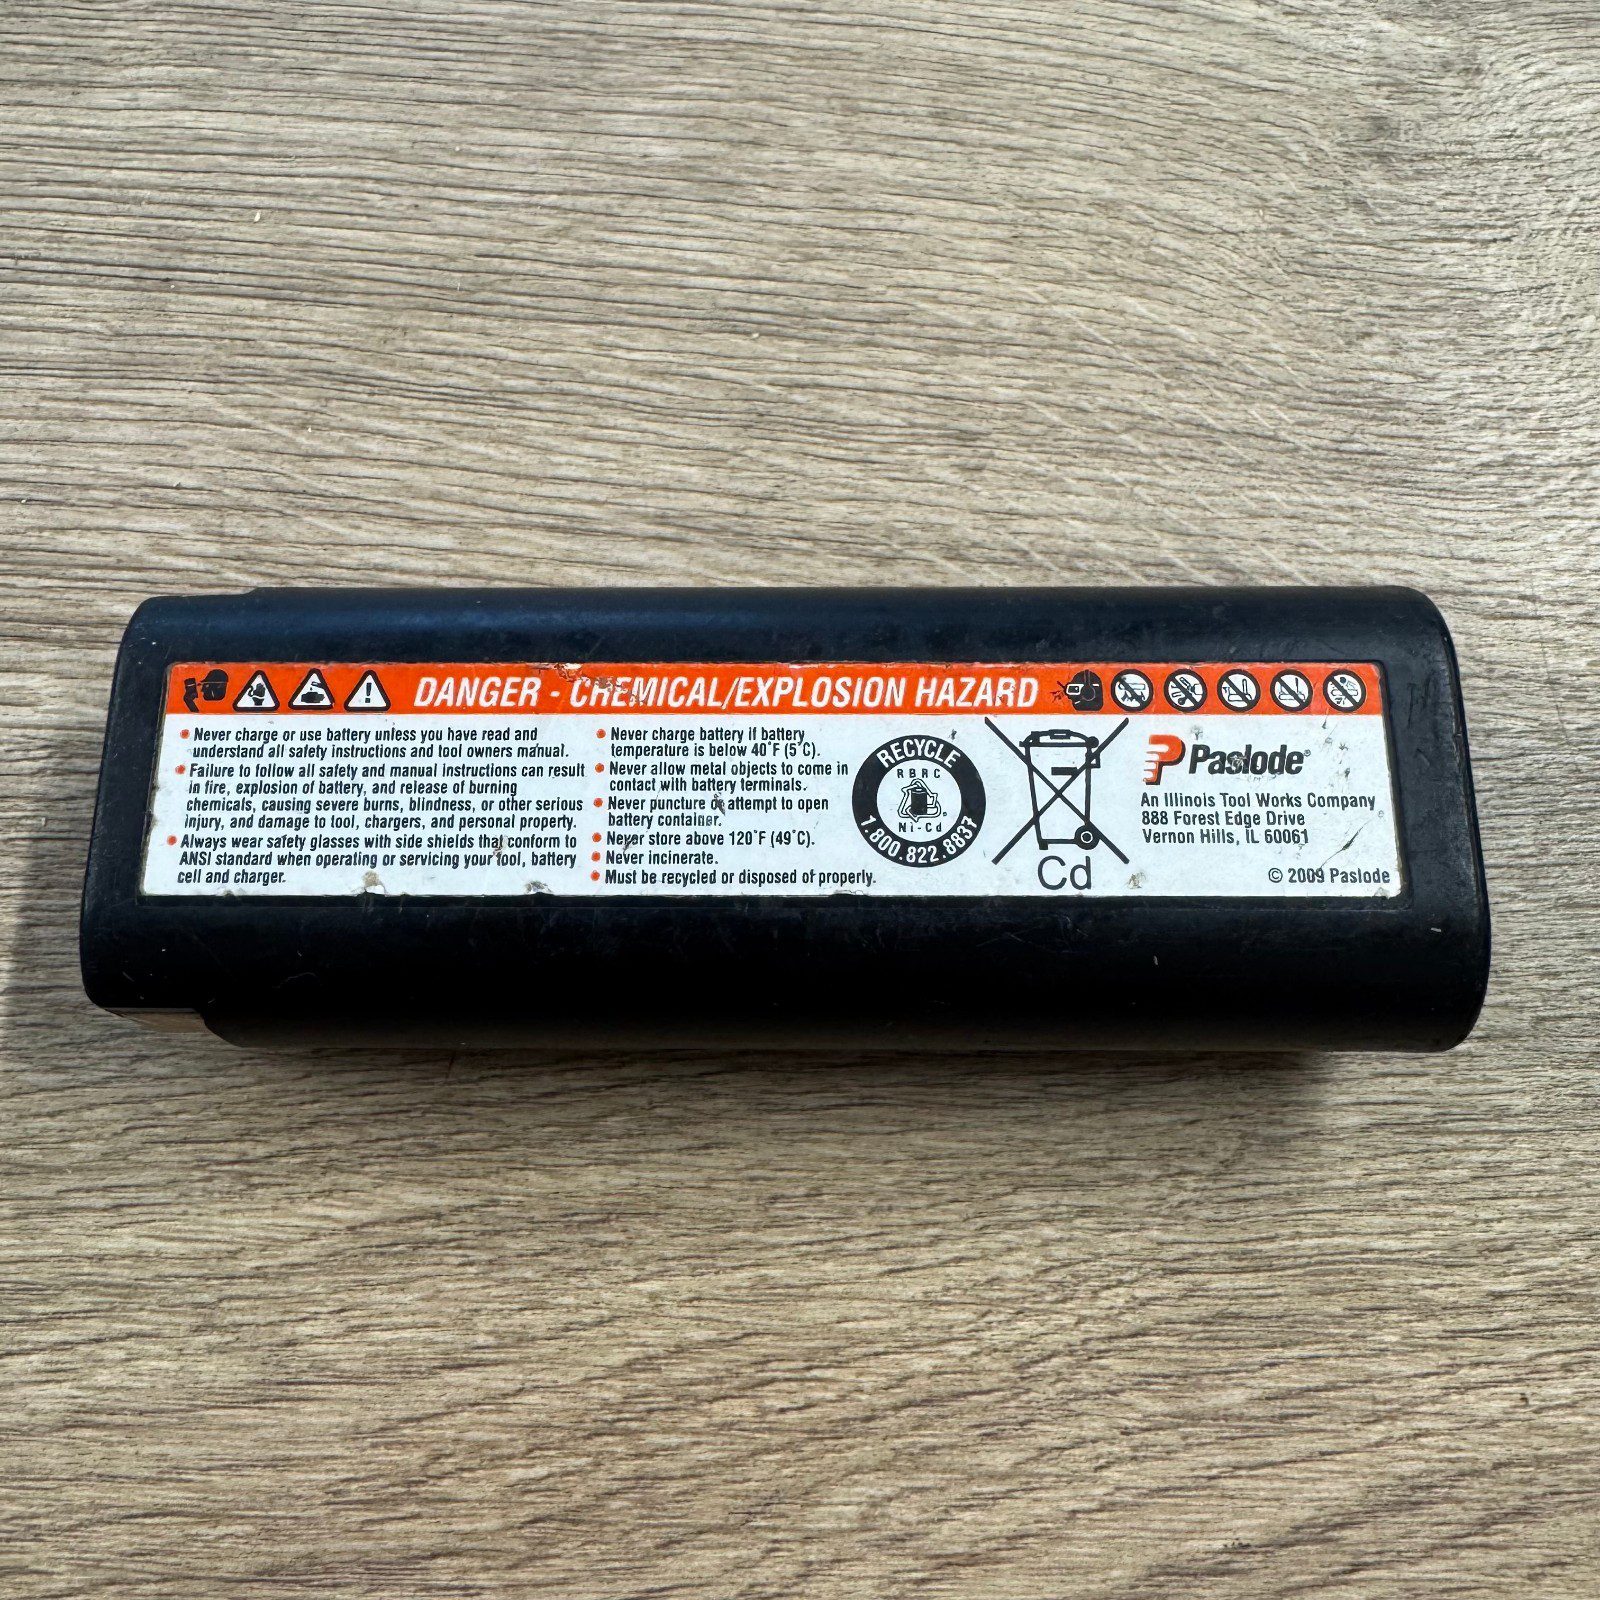 DANGER - CHEMICAL/EXPLOSION HAZARD
• Never charge or use battery unless you have read and
understand all safety instructions and tool owners manual.
• Failure to follow all safety and manual instructions can result
in fire, explosion of battery, and release of burning
chemicals, causing severe burns, blindness, or other serious
injury, and damage to tool, chargers, and personal property.
• Always wear safety glasses with side shields that conform to
ANSI standard when operating or servicing your tool, battery
cell and charger.
• Never charge battery if battery
temperature is below 40°F (5°C).
• Never allow metal objects to come in
contact with battery terminals.
• Never puncture or attempt to open
battery container.
• Never store above 120°F (49°C).
• Never incinerate.
• Must be recycled or disposed of properly.
RECYCLE
RBRC
Ni-Cd
1.800.822.8837
Cd
Paslode®
An Illinois Tool Works Company
888 Forest Edge Drive
Vernon Hills, IL 60061
© 2009 Paslode